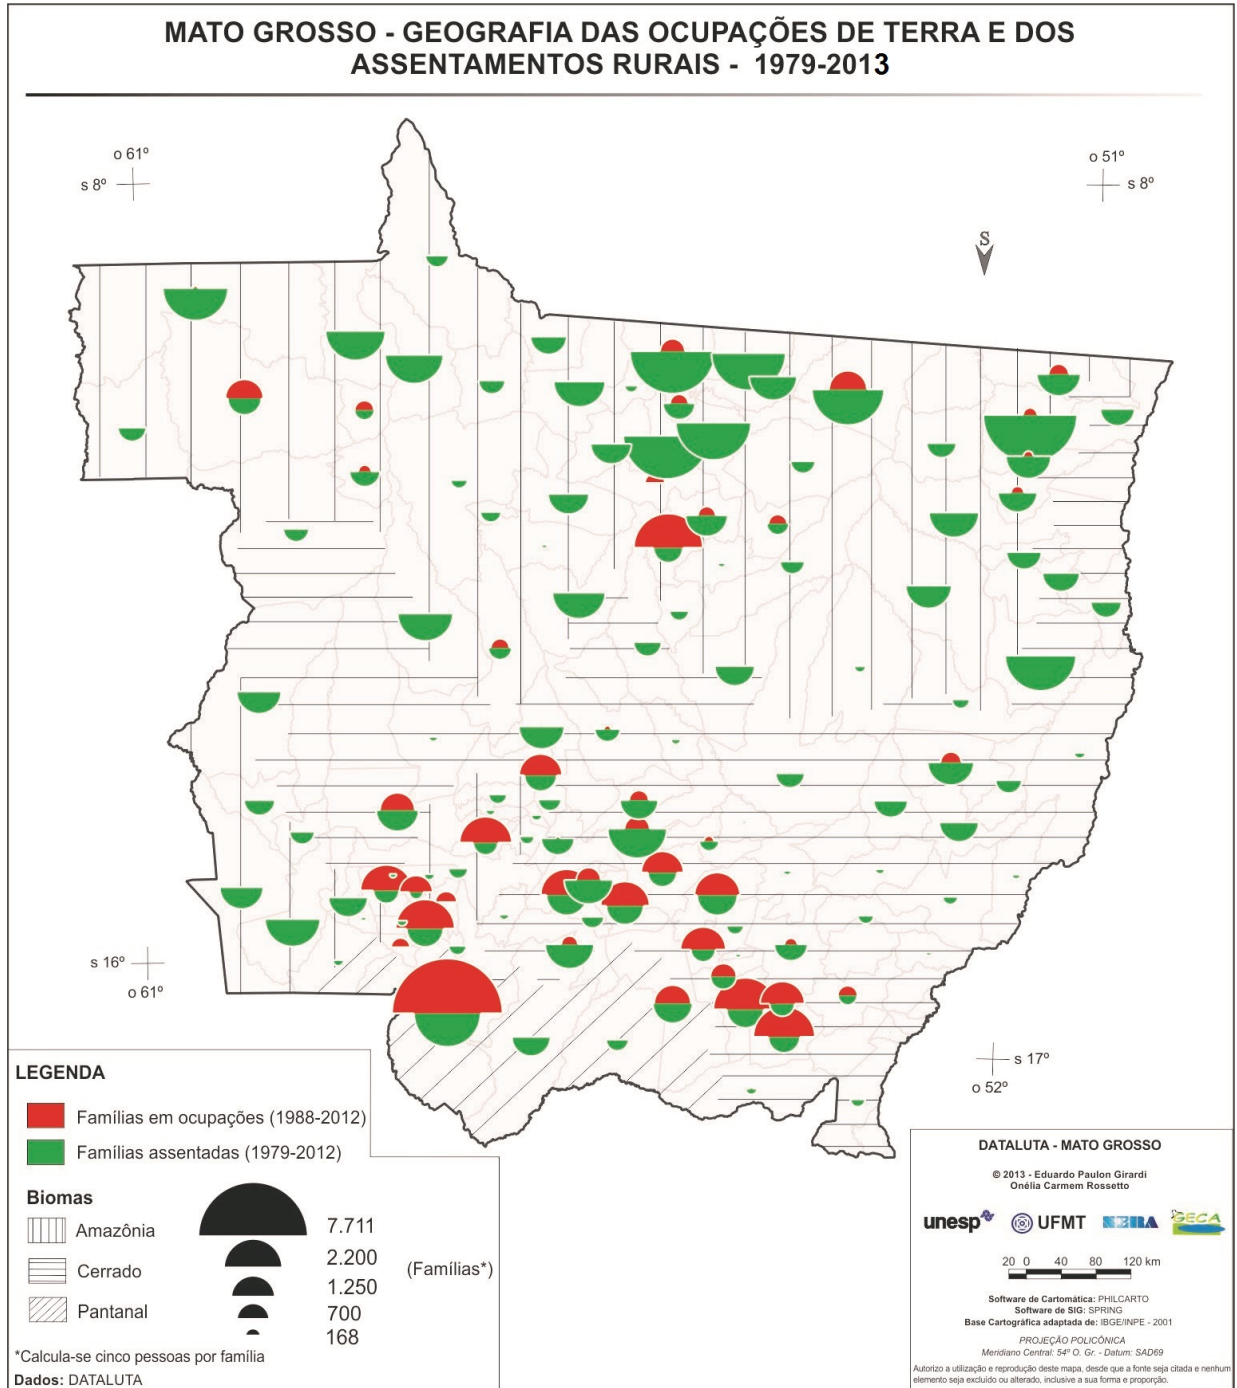 MATO GROSSO - GEOGRAFIA DAS OCUPAÇÕES DE TERRA E DOS
ASSENTAMENTOS RURAIS - 1979-2013
o 61º
s 8º
o 51º
s 8º
S
s 16º
o 61º
s 17º
o 52º
LEGENDA
Famílias em ocupações (1988-2012)
Famílias assentadas (1979-2012)
Biomas
Amazônia
Cerrado
Pantanal
7.711
2.200
1.250
700
168
(Famílias*)
*Calcula-se cinco pessoas por família
Dados: DATALUTA
DATALUTA - MATO GROSSO
© 2013 - Eduardo Paulon Girardi
Onélia Carmem Rossetto
unesp
UFMT
NERA
GECA
20 0 40 80 120 km
Software de Cartomática: PHILCARTO
Software de SIG: SPRING
Base Cartográfica adaptada de: IBGE/INPE - 2001
PROJEÇÃO POLICÔNICA
Meridiano Central: 54º O. Gr. - Datum: SAD69
Autorizo a utilização e reprodução deste mapa, desde que a fonte seja citada e nenhum
elemento seja excluído ou alterado, inclusive a sua forma e proporção.